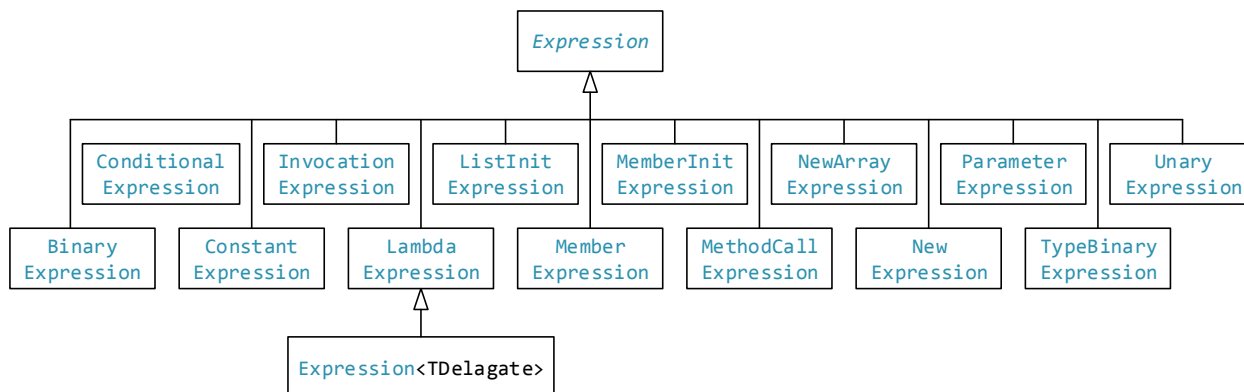 Expression
Conditional
Expression
Invocation
Expression
ListInit
Expression
MemberInit
Expression
NewArray
Expression
Parameter
Expression
Unary
Expression
Binary
Expression
Constant
Expression
Lambda
Expression
Member
Expression
MethodCall
Expression
New
Expression
TypeBinary
Expression
Expression<TDelagate>